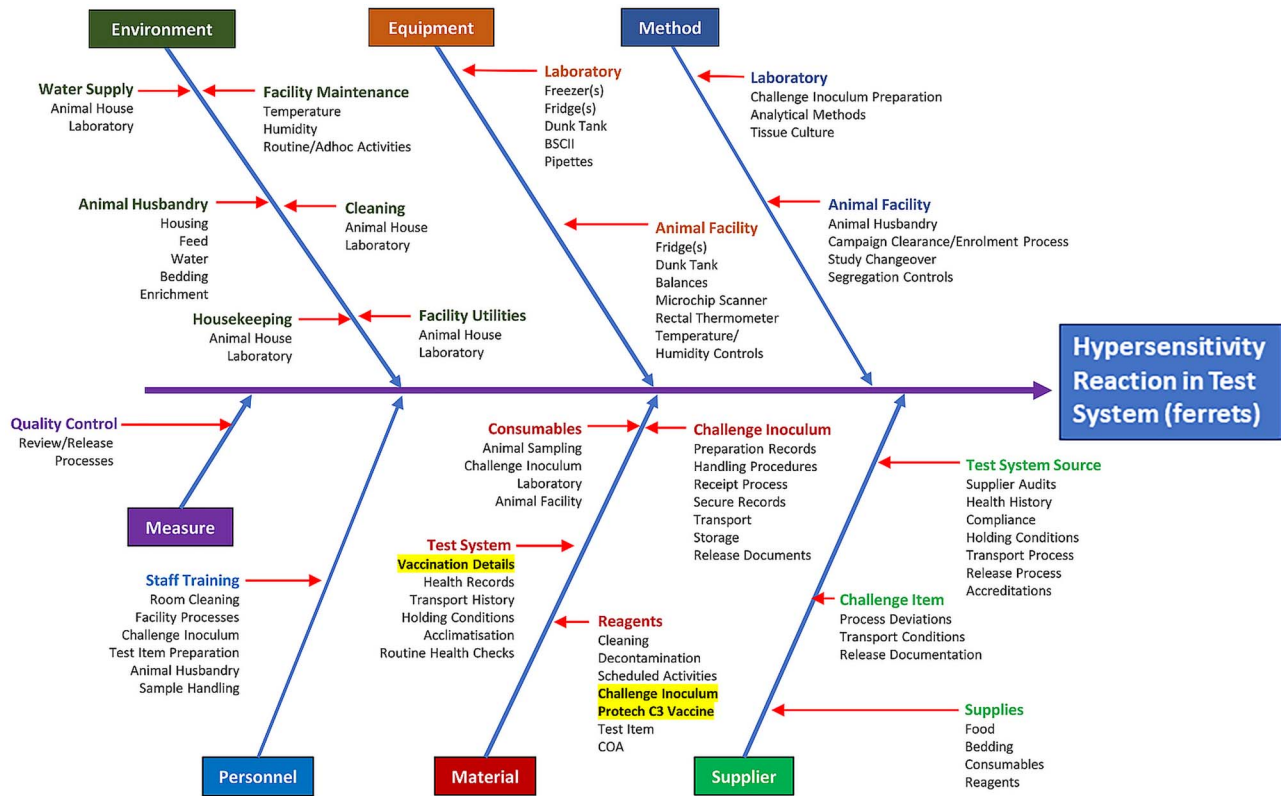 Environment
Equipment
Method
Water Supply
Animal House
Laboratory
Facility Maintenance
Temperature
Humidity
Routine/Adhoc Activities
Animal Husbandry
Housing
Feed
Water
Bedding
Enrichment
Cleaning
Animal House
Laboratory
Housekeeping
Animal House
Laboratory
Facility Utilities
Animal House
Laboratory
Laboratory
Freezer(s)
Fridge(s)
Dunk Tank
BSCII
Pipettes
Animal Facility
Fridge(s)
Dunk Tank
Balances
Microchip Scanner
Rectal Thermometer
Temperature/
Humidity Controls
Laboratory
Challenge Inoculum Preparation
Analytical Methods
Tissue Culture
Animal Facility
Animal Husbandry
Campaign Clearance/Enrolment Process
Study Changeover
Segregation Controls
Hypersensitivity
Reaction in Test
System (ferrets)
Quality Control
Review/Release
Processes
Measure
Staff Training
Room Cleaning
Facility Processes
Challenge Inoculum
Test Item Preparation
Animal Husbandry
Sample Handling
Personnel
Consumables
Animal Sampling
Challenge Inoculum
Laboratory
Animal Facility
Challenge Inoculum
Preparation Records
Handling Procedures
Receipt Process
Secure Records
Transport
Storage
Release Documents
Test System
Vaccination Details
Health Records
Transport History
Holding Conditions
Acclimatisation
Routine Health Checks
Reagents
Cleaning
Decontamination
Scheduled Activities
Challenge Inoculum
Protech C3 Vaccine
Test Item
COA
Material
Test System Source
Supplier Audits
Health History
Compliance
Holding Conditions
Transport Process
Release Process
Accreditations
Challenge Item
Process Deviations
Transport Conditions
Release Documentation
Supplies
Food
Bedding
Consumables
Reagents
Supplier